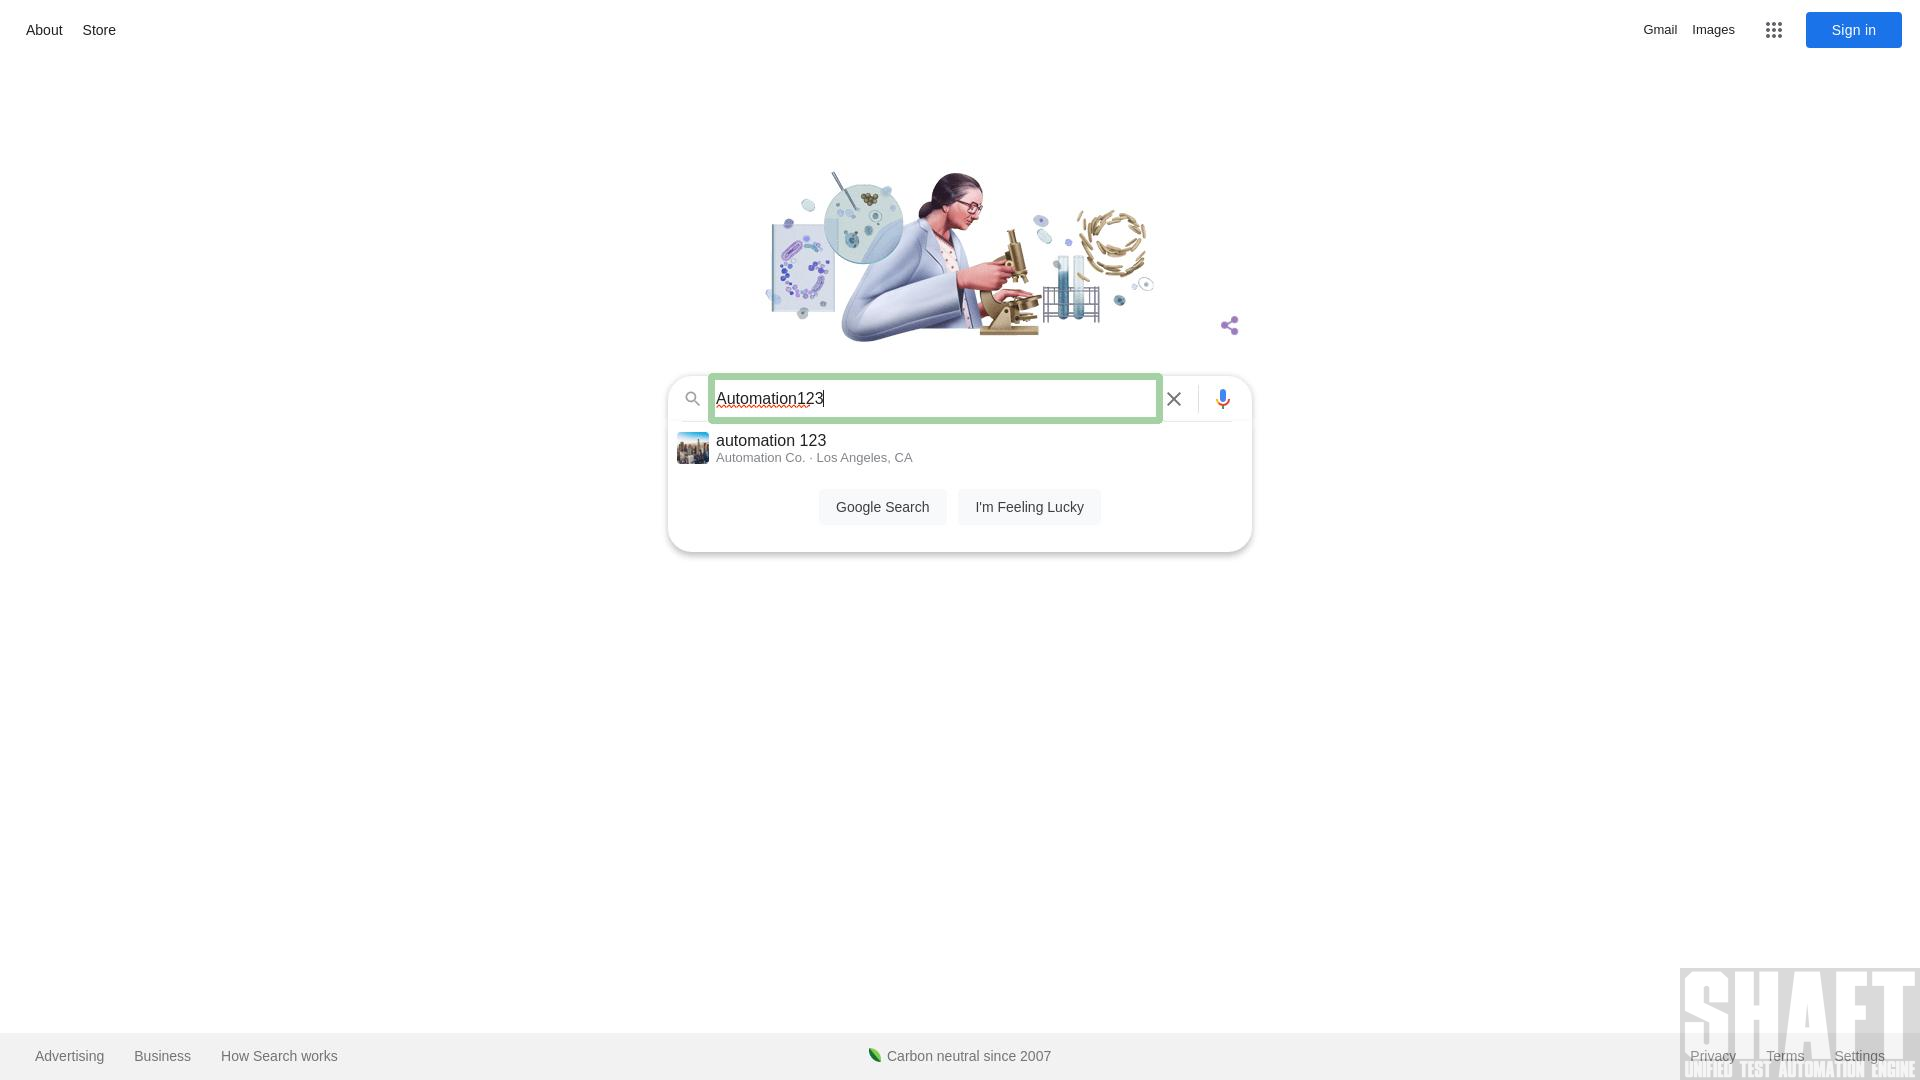 About Store Gmail Images Sign in
Automation123
automation 123
Automation Co. · Los Angeles, CA
Google Search I'm Feeling Lucky
SHAFT
Advertising Business How Search works Carbon neutral since 2007 Privacy Terms Settings
UNIFIED TEST AUTOMATION ENGINE